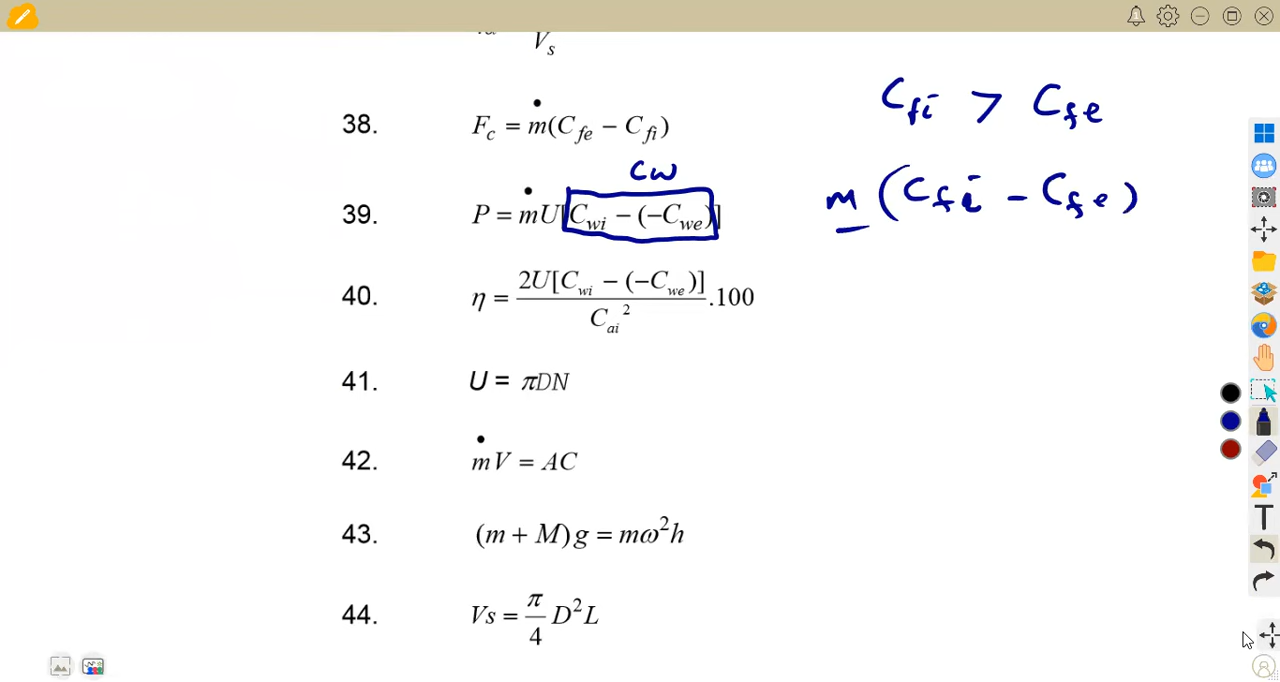 V_s
C_fi > C_fe
38. F_c = ṁ(C_fe − C_fi)
Cw
39. P = ṁU[C_wi − (−C_we)]
m (C_fi − C_fe)
40. η = 2U[C_wi − (−C_we)] / C_ai² .100
41. U = πDN
42. ṁV = AC
43. (m + M)g = mω²h
44. Vs = π/4 D²L
T